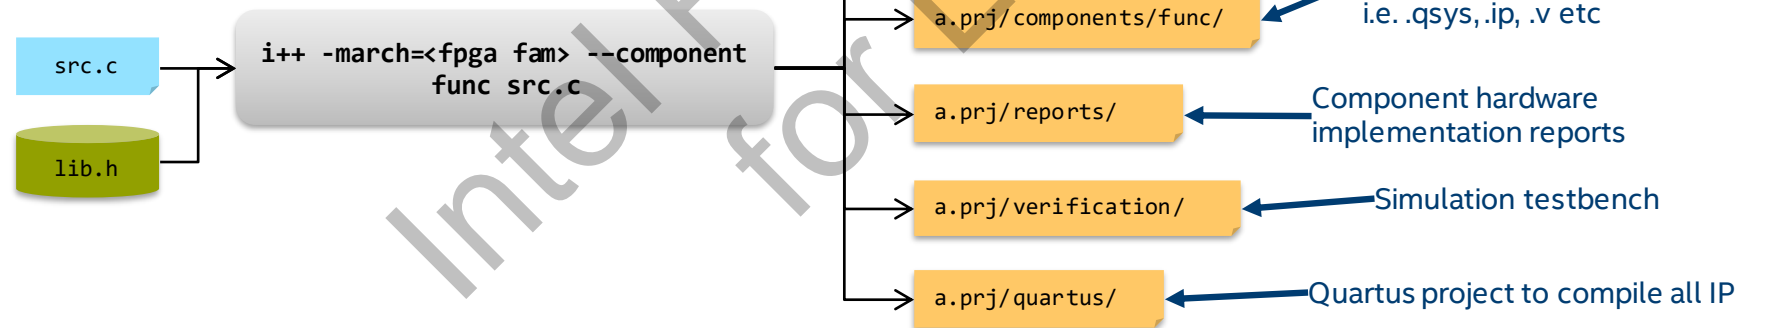 src.c
lib.h
i++ -march=<fpga fam> --component
func src.c
a.prj/components/func/
i.e. .qsys, .ip, .v etc
a.prj/reports/
Component hardware
implementation reports
a.prj/verification/
Simulation testbench
a.prj/quartus/
Quartus project to compile all IP
Intel
for